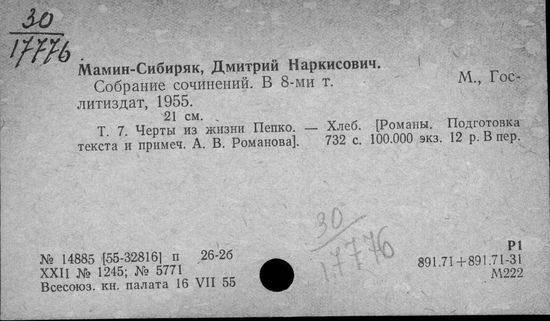 30
17776
Мамин-Сибиряк, Дмитрий Наркисович.
Собрание сочинений. В 8-ми т. М., Гос-
литиздат, 1955.
21 см.
Т. 7. Черты из жизни Пепко. — Хлеб. [Романы. Подготовка
текста и примеч. А. В. Романова]. 732 с. 100.000 экз. 12 р. В пер.
30
17776
№ 14885 [55-32816] п 26-2б
XXII № 1245; № 5771
Всесоюз. кн. палата 16 VII 55
Р1
891.71+891.71-31
М222